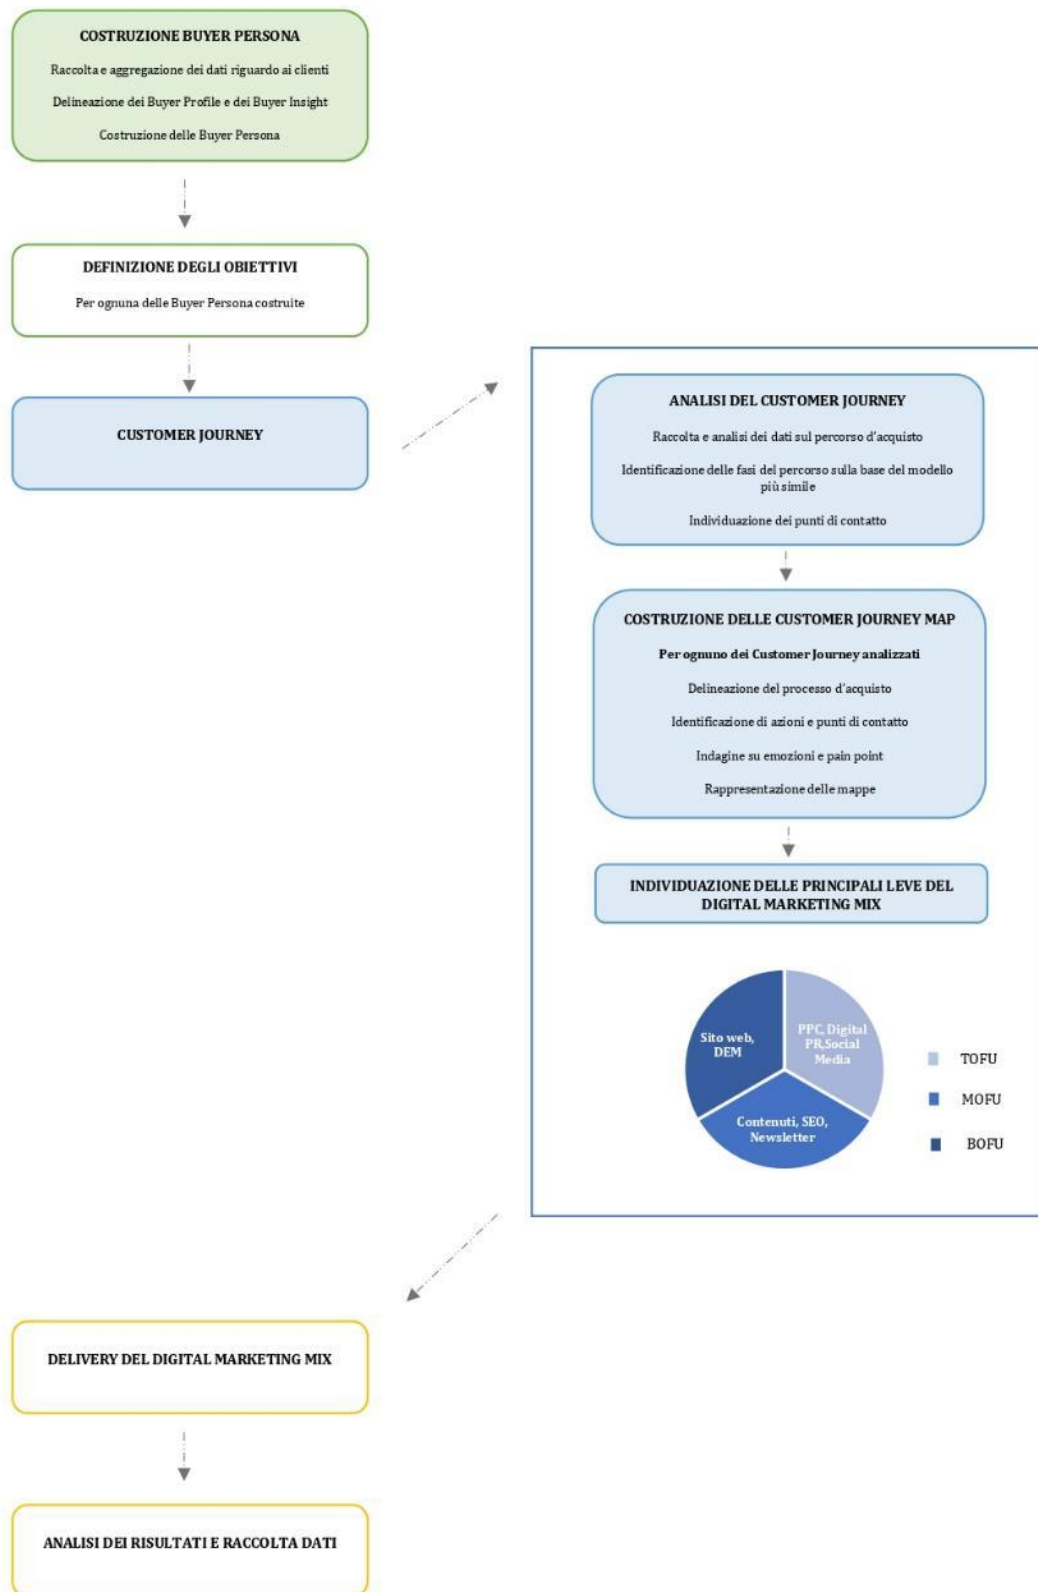 COSTRUZIONE BUYER PERSONA
Raccolta e aggregazione dei dati riguardo ai clienti
Delineazione dei Buyer Profile e dei Buyer Insight
Costruzione delle Buyer Persona
DEFINIZIONE DEGLI OBIETTIVI
Per ognuna delle Buyer Persona costruite
CUSTOMER JOURNEY
ANALISI DEL CUSTOMER JOURNEY
Raccolta e analisi dei dati sul percorso d'acquisto
Identificazione delle fasi del percorso sulla base del modello
più simile
Individuazione dei punti di contatto
COSTRUZIONE DELLE CUSTOMER JOURNEY MAP
Per ognuno dei Customer Journey analizzati
Delineazione del processo d'acquisto
Identificazione di azioni e punti di contatto
Indagine su emozioni e pain point
Rappresentazione delle mappe
INDIVIDUAZIONE DELLE PRINCIPALI LEVE DEL
DIGITAL MARKETING MIX
Sito web,
DEM
PPC, Digital
PR,Social
Media
Contenuti, SEO,
Newsletter
TOFU
MOFU
BOFU
DELIVERY DEL DIGITAL MARKETING MIX
ANALISI DEI RISULTATI E RACCOLTA DATI